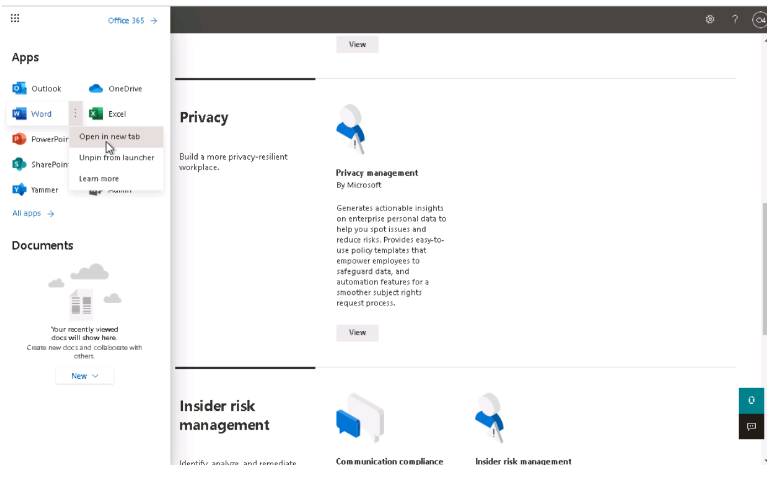 Office 365 →
?
View
Apps
Outlook
OneDrive
Word
Excel
Open in new tab
PowerPoin
Unpin from launcher
SharePoint
Learn more
Yammer
Admin
All apps →
Documents
Your recently viewed
docs will show here.
Create new docs and collaborate with
others.
New
Privacy
Build a more privacy-resilient
workplace.
Privacy management
By Microsoft
Generates actionable insights
on enterprise personal data to
help you spot issues and
reduce risks. Provides easy-to-
use policy templates that
empower employees to
safeguard data, and
automation features for a
smoother subject rights
request process.
View
Insider risk
management
Identify, analyze, and remediate
Communication compliance
Insider risk management